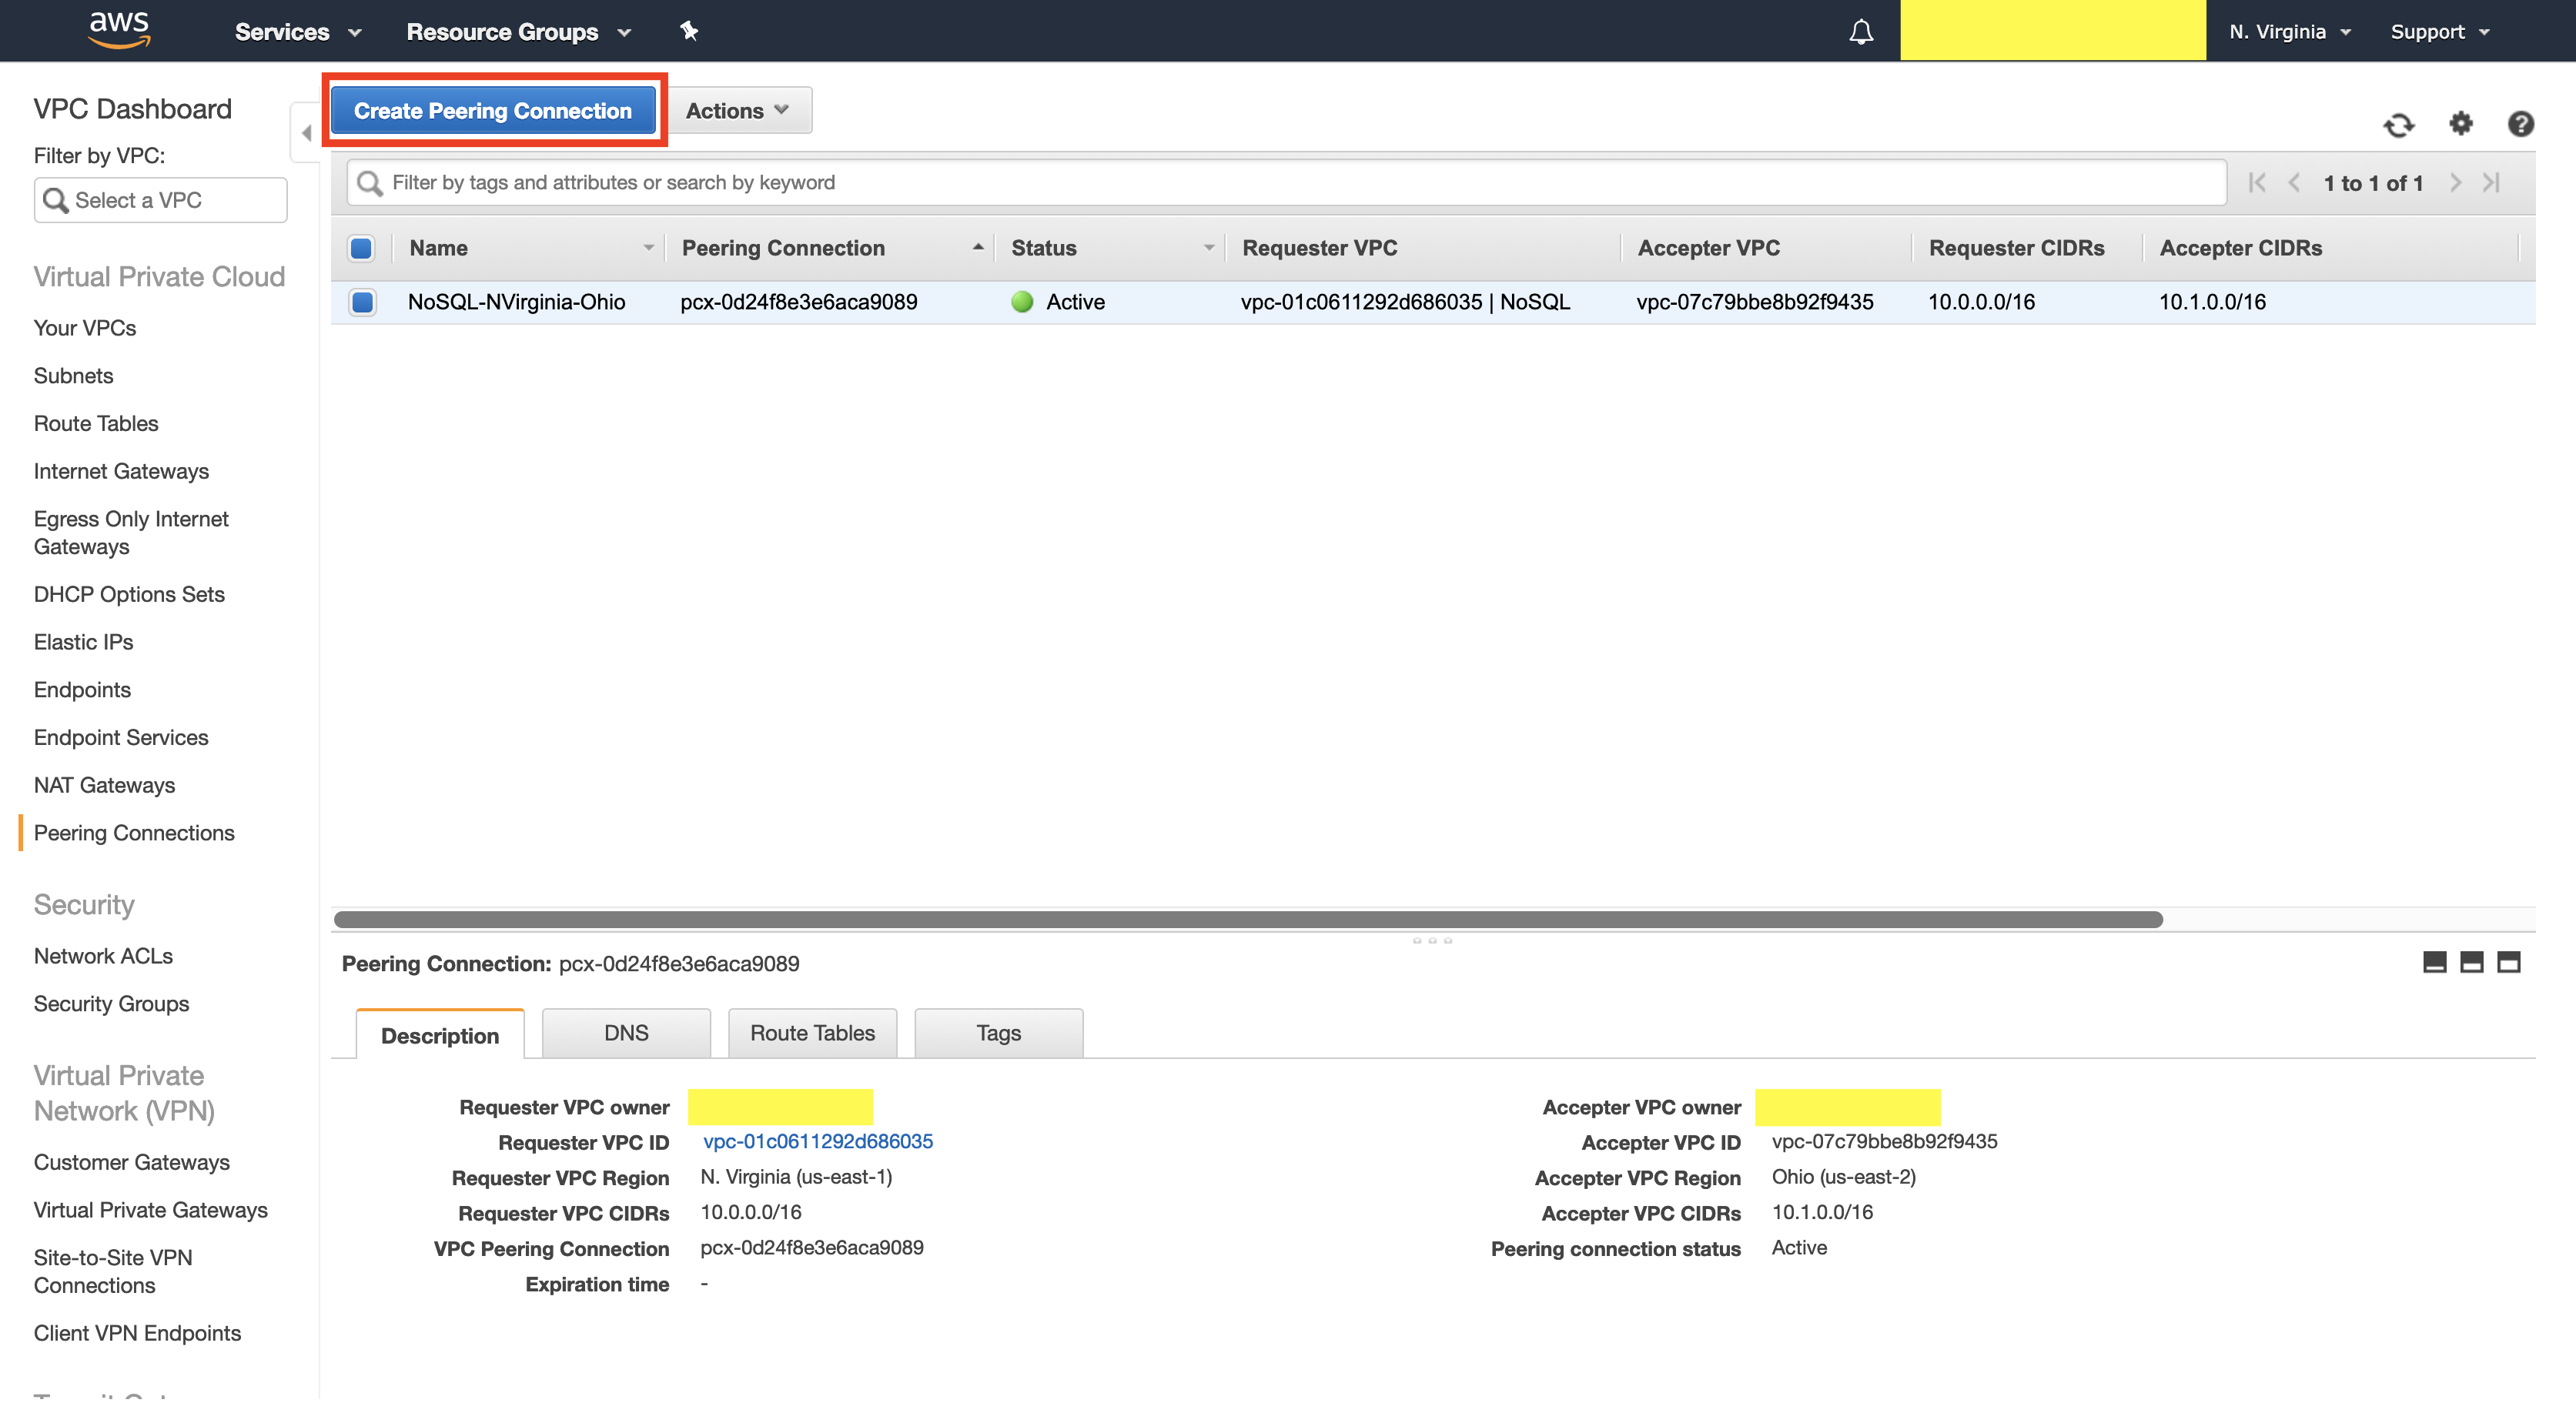 aws Services Resource Groups N. Virginia Support
VPC Dashboard
Filter by VPC:
Select a VPC
Virtual Private Cloud
Your VPCs
Subnets
Route Tables
Internet Gateways
Egress Only Internet
Gateways
DHCP Options Sets
Elastic IPs
Endpoints
Endpoint Services
NAT Gateways
Peering Connections
Security
Network ACLs
Security Groups
Virtual Private
Network (VPN)
Customer Gateways
Virtual Private Gateways
Site-to-Site VPN
Connections
Client VPN Endpoints
Create Peering Connection Actions
Filter by tags and attributes or search by keyword 1 to 1 of 1
Name Peering Connection Status Requester VPC Accepter VPC Requester CIDRs Accepter CIDRs
NoSQL-NVirginia-Ohio pcx-0d24f8e3e6aca9089 Active vpc-01c0611292d686035 | NoSQL vpc-07c79bbe8b92f9435 10.0.0.0/16 10.1.0.0/16
Peering Connection: pcx-0d24f8e3e6aca9089
Description DNS Route Tables Tags
Requester VPC owner
Requester VPC ID vpc-01c0611292d686035
Requester VPC Region N. Virginia (us-east-1)
Requester VPC CIDRs 10.0.0.0/16
VPC Peering Connection pcx-0d24f8e3e6aca9089
Expiration time -
Accepter VPC owner
Accepter VPC ID vpc-07c79bbe8b92f9435
Accepter VPC Region Ohio (us-east-2)
Accepter VPC CIDRs 10.1.0.0/16
Peering connection status Active